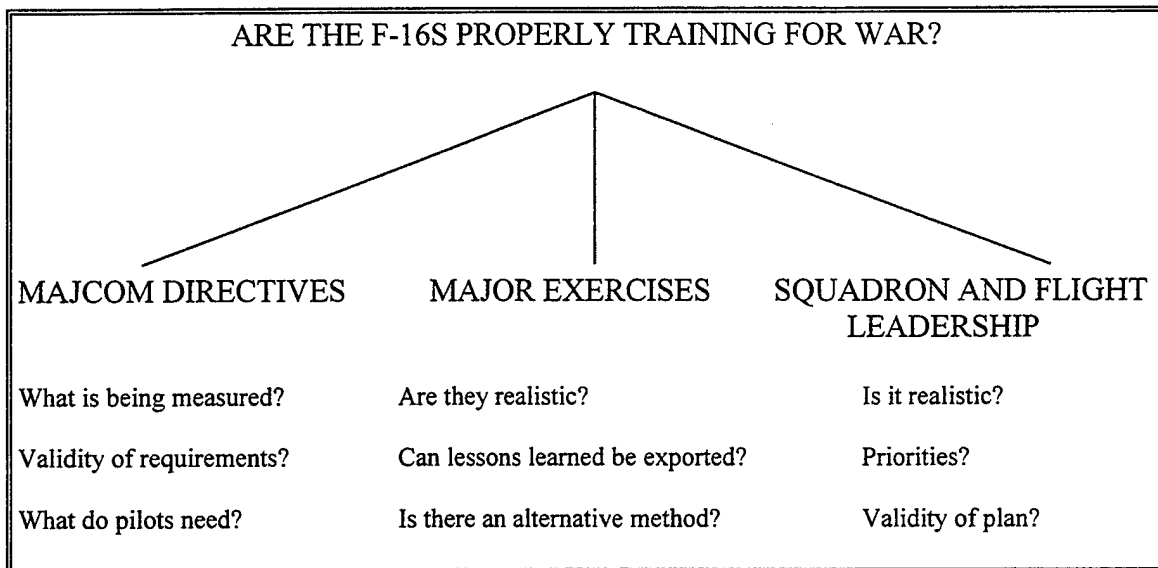 ARE THE F-16S PROPERLY TRAINING FOR WAR?
MAJCOM DIRECTIVES
MAJOR EXERCISES
SQUADRON AND FLIGHT
LEADERSHIP
What is being measured?
Are they realistic?
Is it realistic?
Validity of requirements?
Can lessons learned be exported?
Priorities?
What do pilots need?
Is there an alternative method?
Validity of plan?